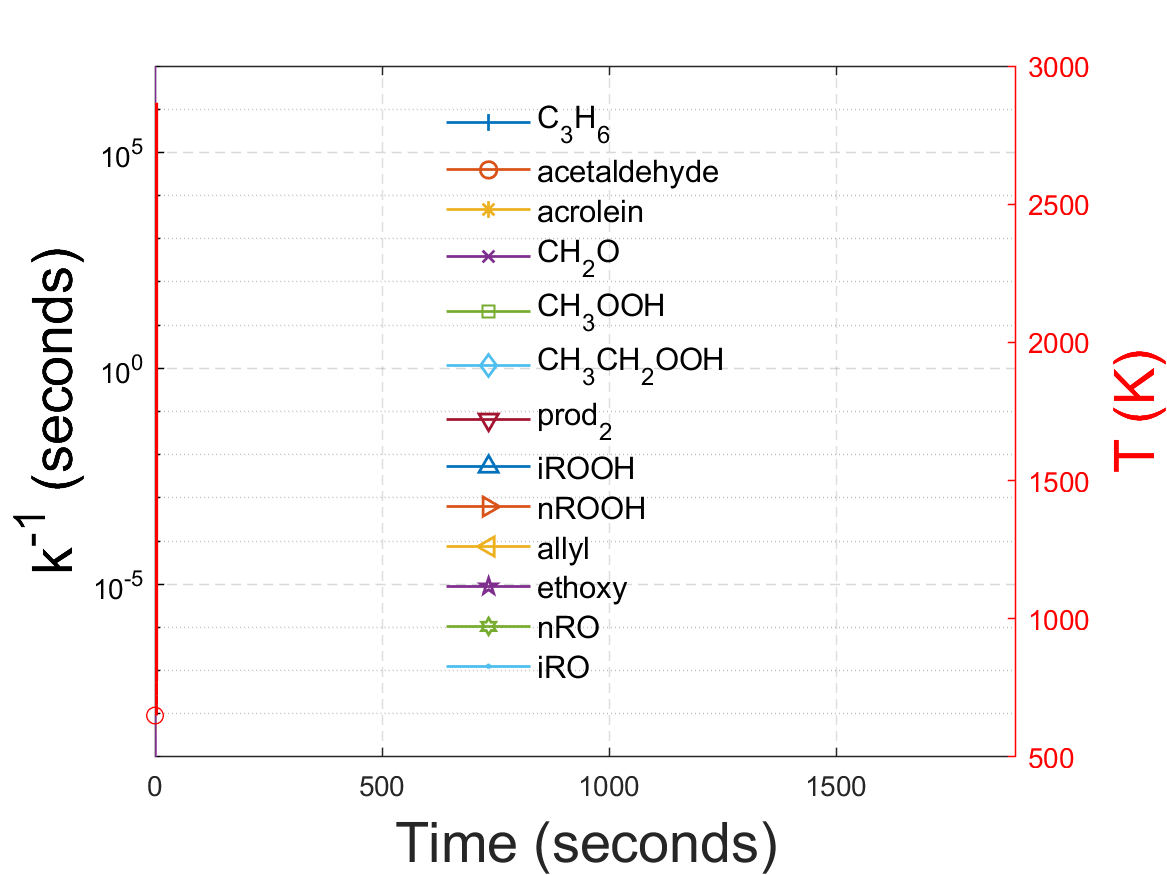 3000
10^5
2500
10^0
2000
10^-5
1500
1000
500
k^-1 (seconds)
T (K)
C_3H_6
acetaldehyde
acrolein
CH_2O
CH_3OOH
CH_3CH_2OOH
prod_2
iROOH
nROOH
allyl
ethoxy
nRO
iRO
0 500 1000 1500
Time (seconds)